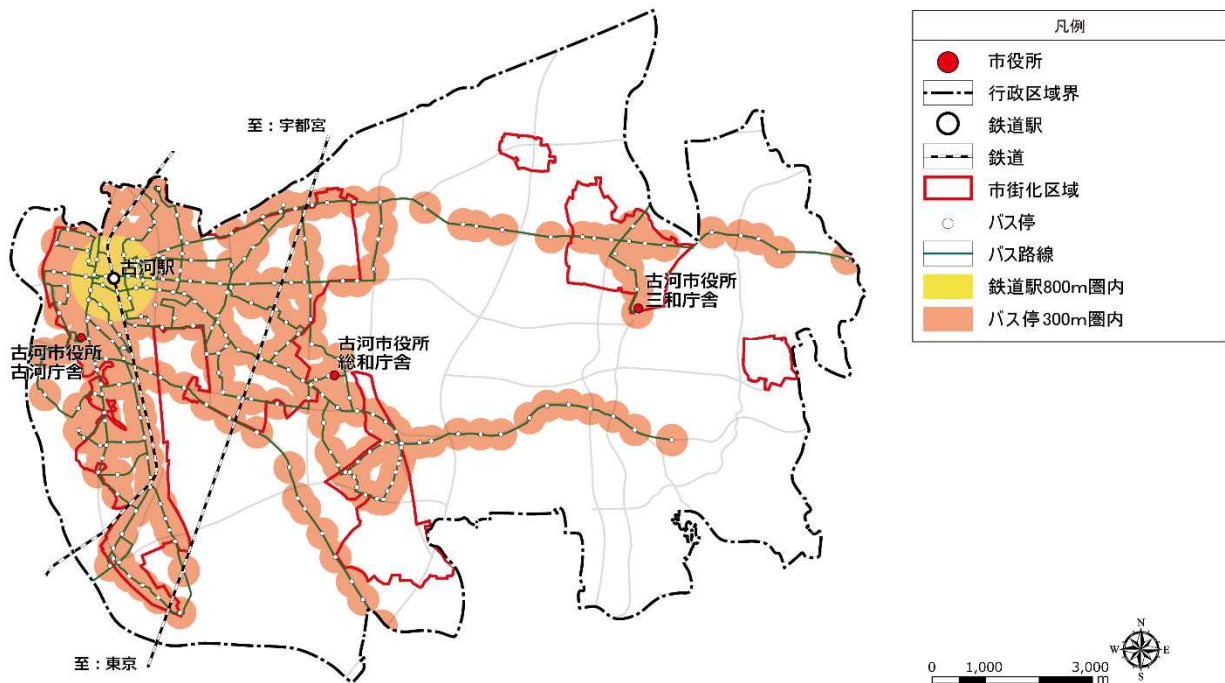 至：宇都宮
古河駅
古河市役所
三和庁舎
古河市役所
古河庁舎
古河市役所
総和庁舎
至：東京
凡例
市役所
行政区域界
鉄道駅
鉄道
市街化区域
バス停
バス路線
鉄道駅800m圏内
バス停300m圏内
N
W E
S
0 1,000 3,000 m